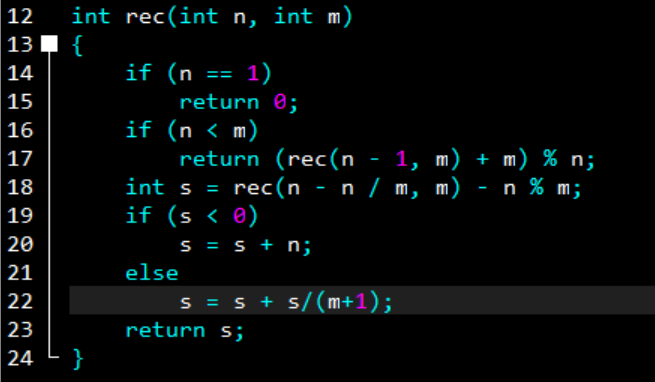 12 int rec(int n, int m)
13 {
14     if (n == 1)
15         return 0;
16     if (n < m)
17         return (rec(n - 1, m) + m) % n;
18     int s = rec(n - n / m, m) - n % m;
19     if (s < 0)
20         s = s + n;
21     else
22         s = s + s/(m+1);
23     return s;
24 }